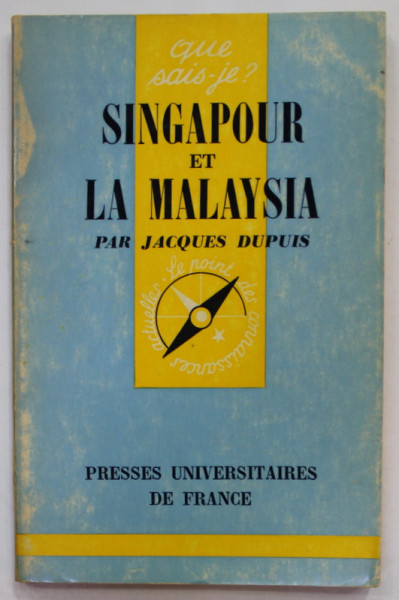 que
sais-je?
SINGAPOUR
ET
LA MALAYSIA
PAR JACQUES DUPUIS
Le point des connaissances actuelles
PRESSES UNIVERSITAIRES
DE FRANCE